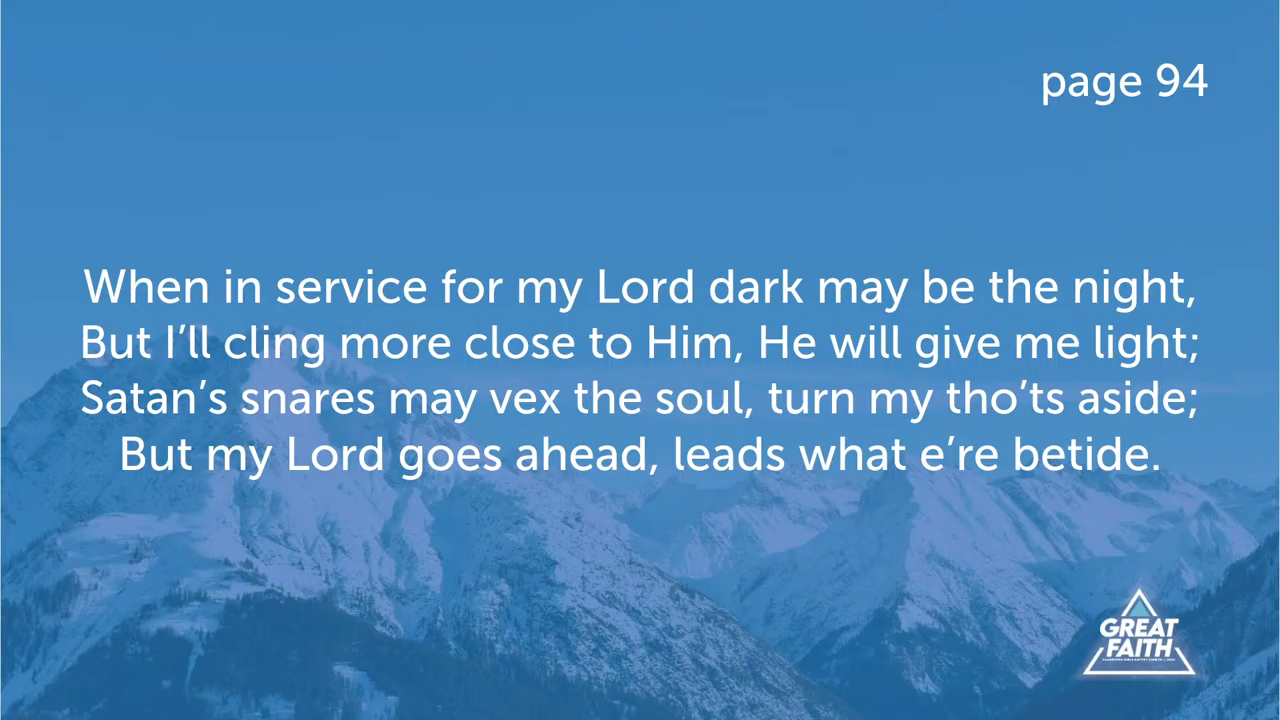 page 94
When in service for my Lord dark may be the night,
But I’ll cling more close to Him, He will give me light;
Satan’s snares may vex the soul, turn my tho’ts aside;
But my Lord goes ahead, leads what e’re betide.
GREAT
FAITH